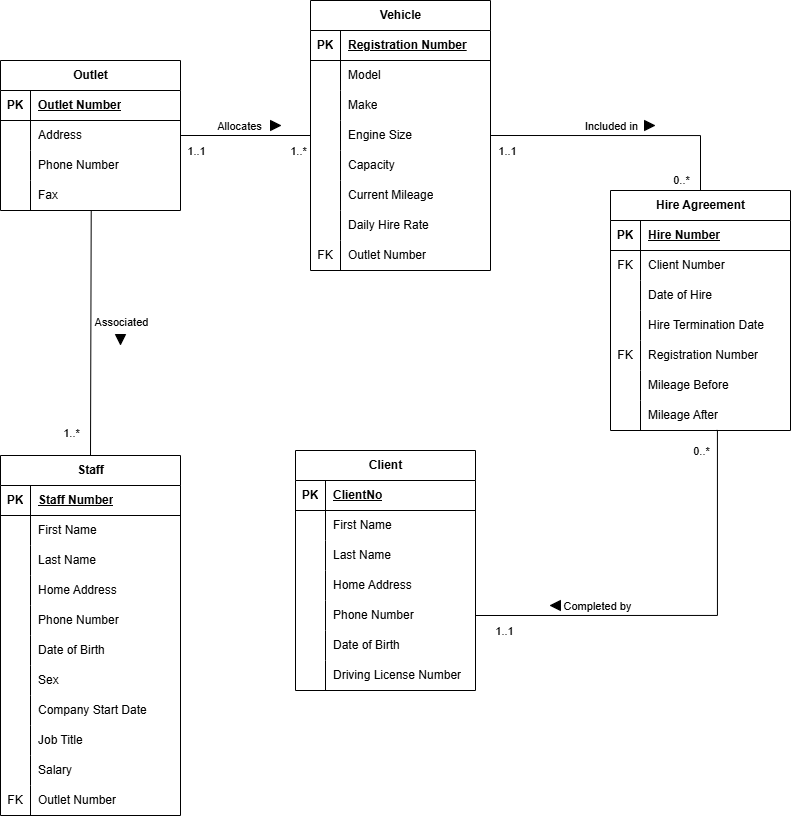 Vehicle
PK Registration Number
Model
Make
Engine Size
Capacity
Current Mileage
Daily Hire Rate
FK Outlet Number
Outlet
PK Outlet Number
Address
Phone Number
Fax
Allocates
1..1
1..*
Included in
1..1
0..*
Hire Agreement
PK Hire Number
FK Client Number
Date of Hire
Hire Termination Date
FK Registration Number
Mileage Before
Mileage After
Associated
1..*
0..*
Staff
PK Staff Number
First Name
Last Name
Home Address
Phone Number
Date of Birth
Sex
Company Start Date
Job Title
Salary
FK Outlet Number
Client
PK ClientNo
First Name
Last Name
Home Address
Phone Number
Date of Birth
Driving License Number
Completed by
1..1